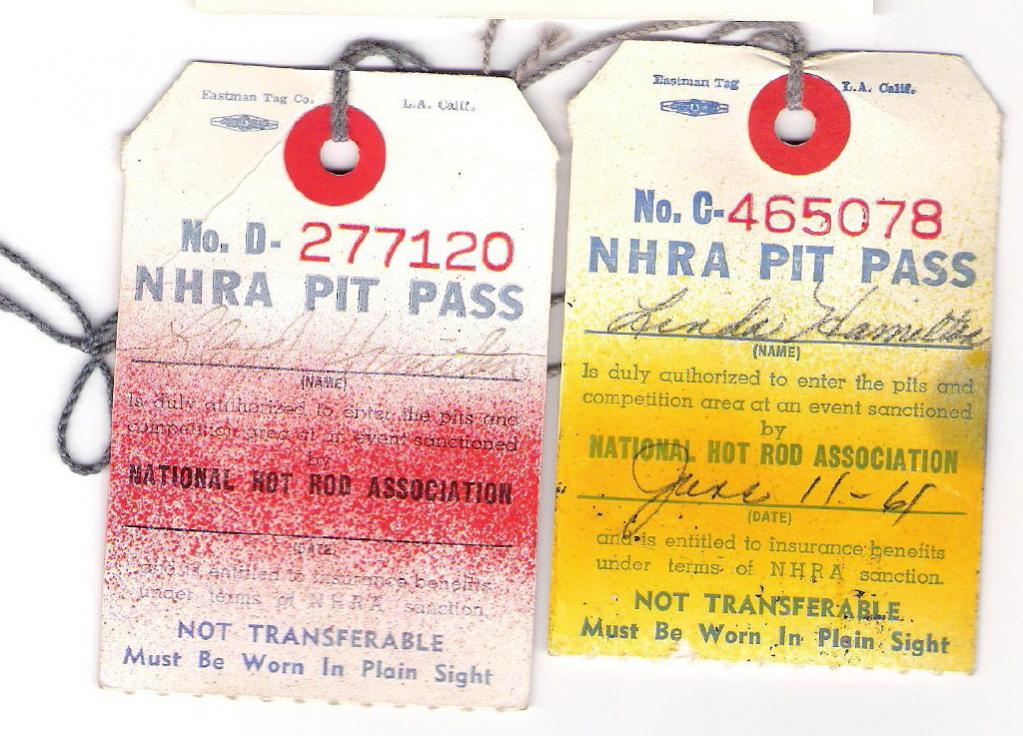 Eastman Tag Co. L.A. Calif.
No. D- 277120
NHRA PIT PASS
Hamilton
(NAME)
Is duly authorized to enter the pits and
competition area at an event sanctioned
by
NATIONAL HOT ROD ASSOCIATION
(DATE)
and is entitled to insurance benefits
under terms of NHRA sanction.
NOT TRANSFERABLE
Must Be Worn In Plain Sight
Eastman Tag L.A. Calif.
No. C-465078
NHRA PIT PASS
Linda Hamilton
(NAME)
Is duly authorized to enter the pits and
competition area at an event sanctioned
by
NATIONAL HOT ROD ASSOCIATION
June 11-61
(DATE)
and is entitled to insurance benefits
under terms of NHRA sanction.
NOT TRANSFERABLE
Must Be Worn In Plain Sight